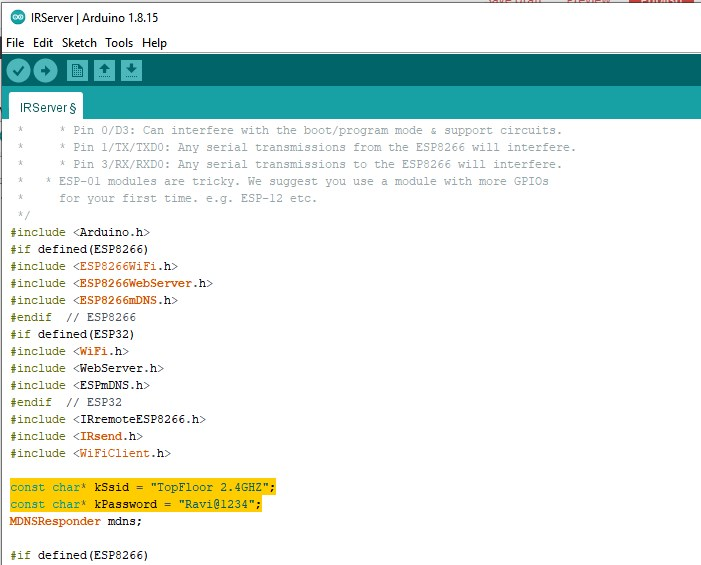 IRServer | Arduino 1.8.15
File Edit Sketch Tools Help
IRServer §
*     * Pin 0/D3: Can interfere with the boot/program mode & support circuits.
*     * Pin 1/TX/TXD0: Any serial transmissions from the ESP8266 will interfere.
*     * Pin 3/RX/RXD0: Any serial transmissions to the ESP8266 will interfere.
*   * ESP-01 modules are tricky. We suggest you use a module with more GPIOs
*     for your first time. e.g. ESP-12 etc.
*/
#include <Arduino.h>
#if defined(ESP8266)
#include <ESP8266WiFi.h>
#include <ESP8266WebServer.h>
#include <ESP8266mDNS.h>
#endif  // ESP8266
#if defined(ESP32)
#include <WiFi.h>
#include <WebServer.h>
#include <ESPmDNS.h>
#endif  // ESP32
#include <IRremoteESP8266.h>
#include <IRsend.h>
#include <WiFiClient.h>
const char* kSsid = "TopFloor 2.4GHZ";
const char* kPassword = "Ravi@1234";
MDNSResponder mdns;
#if defined(ESP8266)